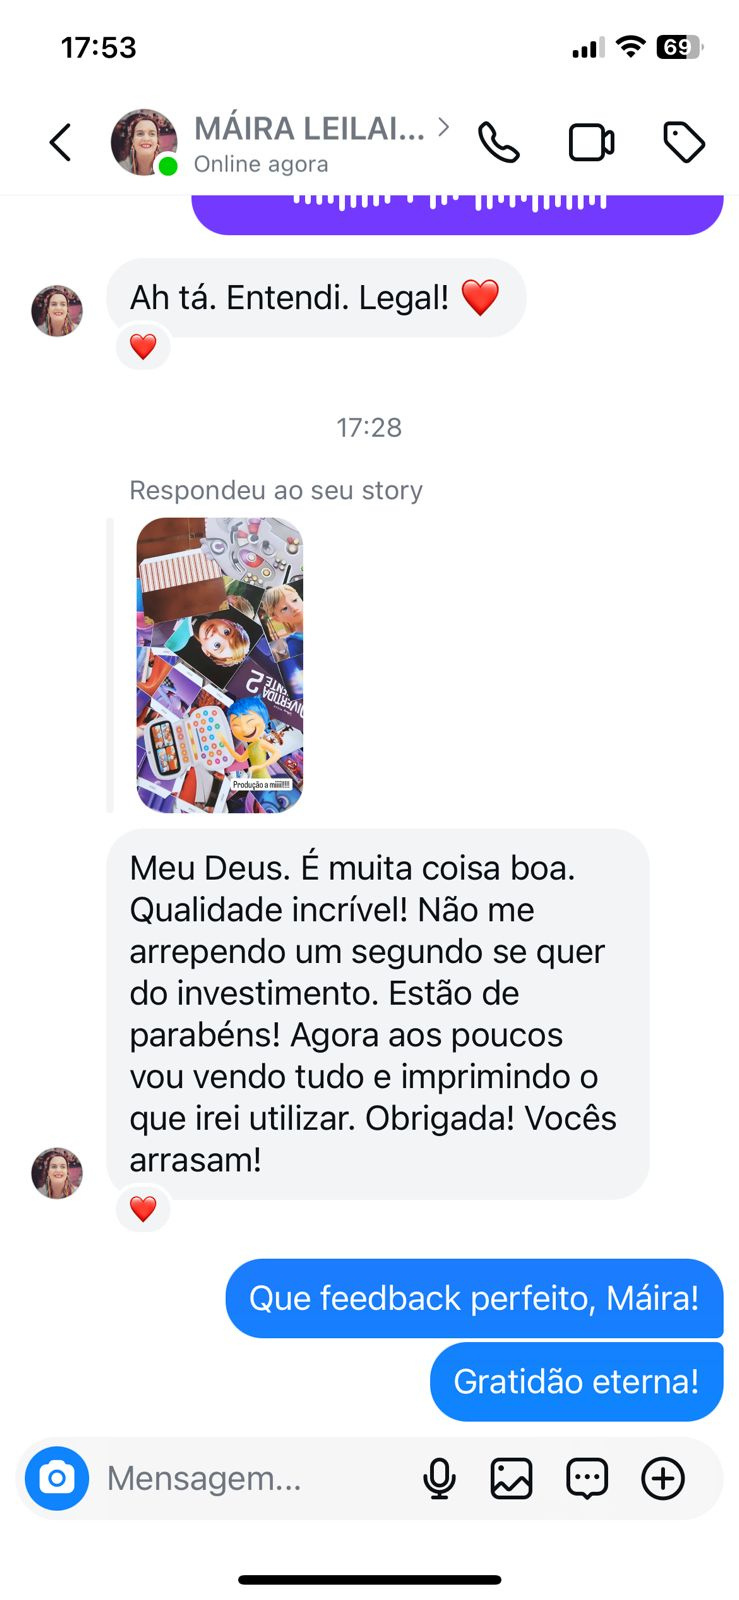 17:53
69
MÁIRA LEILAI...
Online agora
Ah tá. Entendi. Legal! ❤️
❤️
17:28
Respondeu ao seu story
DIVERTIDA
MENTE 2
Produção a miiiil!!!!
Meu Deus. É muita coisa boa.
Qualidade incrível! Não me
arrependo um segundo se quer
do investimento. Estão de
parabéns! Agora aos poucos
vou vendo tudo e imprimindo o
que irei utilizar. Obrigada! Vocês
arrasam!
❤️
Que feedback perfeito, Máira!
Gratidão eterna!
Mensagem...